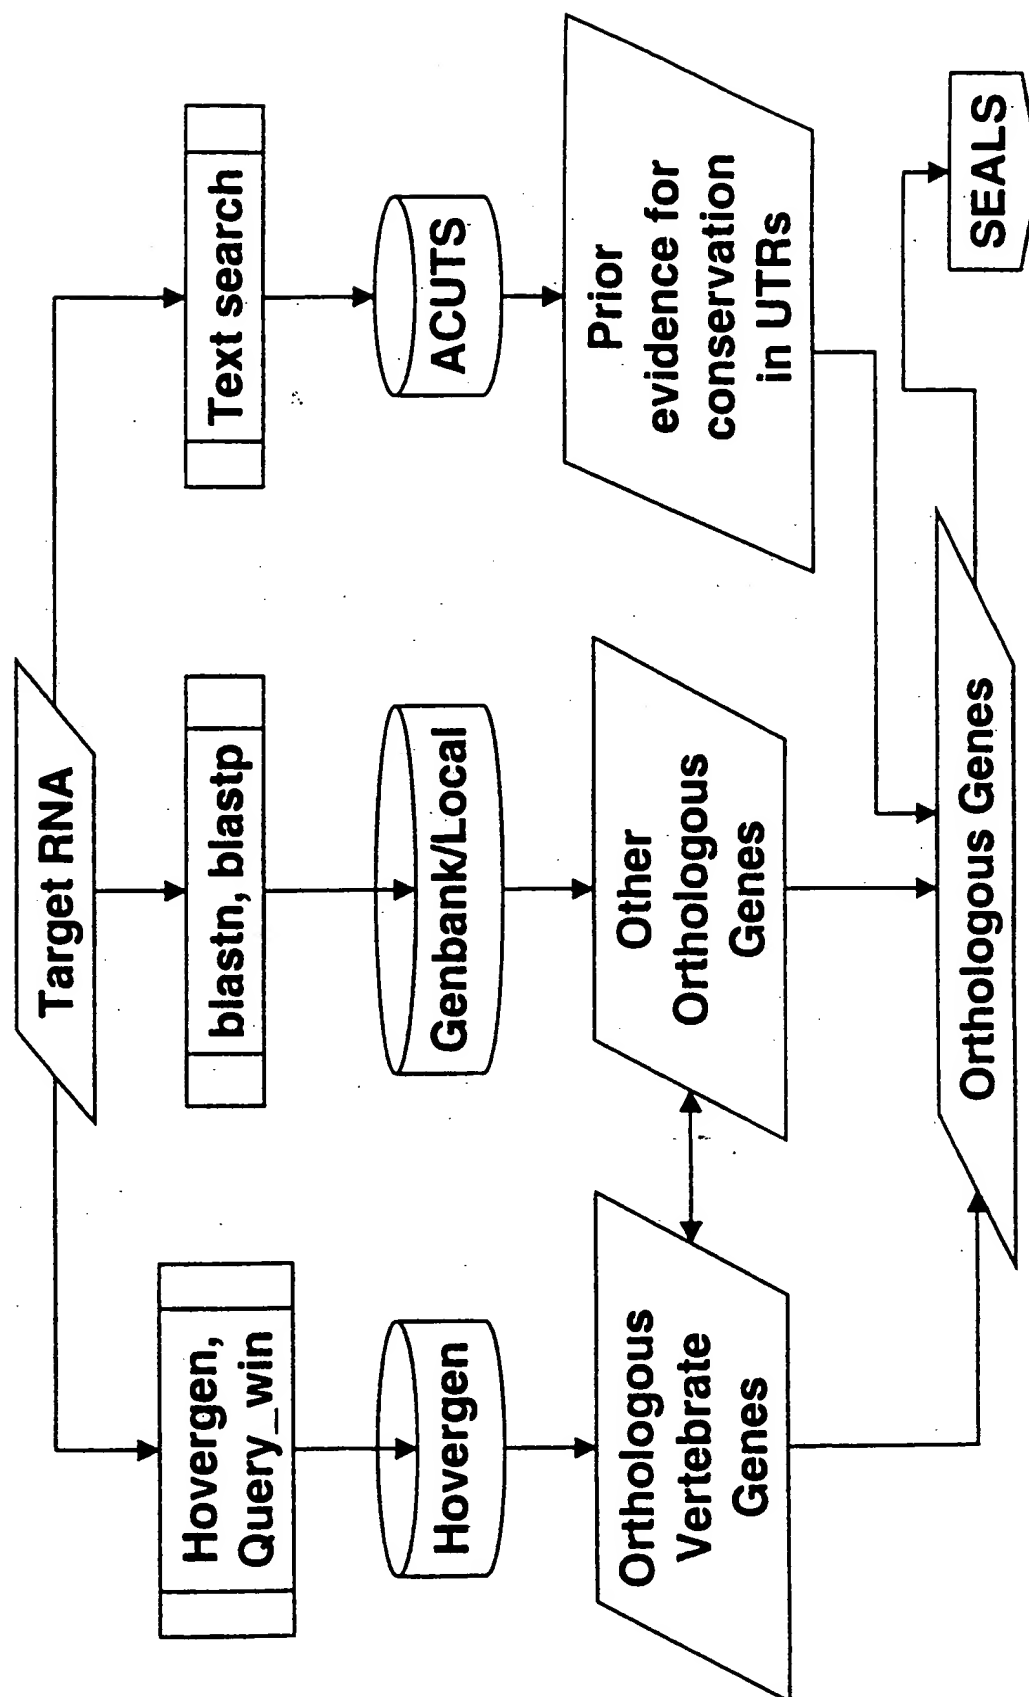 Target RNA
Hovergen,
Query_win
blastn, blastp
Text search
Hovergen
Genbank/Local
ACUTS
Orthologous
Vertebrate
Genes
Other
Orthologous
Genes
Prior
evidence for
conservation
in UTRs
Orthologous Genes
SEALS